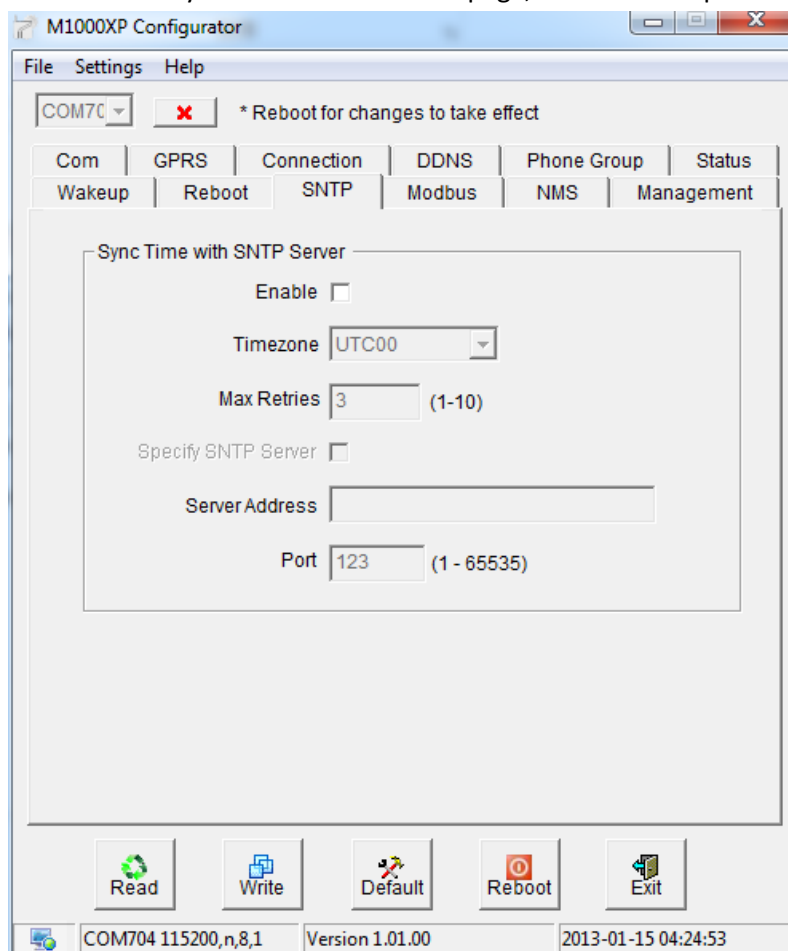 M1000XP Configurator
File Settings Help
COM70 * Reboot for changes to take effect
Com GPRS Connection DDNS Phone Group Status
Wakeup Reboot SNTP Modbus NMS Management
Sync Time with SNTP Server
Enable
Timezone UTC00
Max Retries 3 (1-10)
Specify SNTP Server
Server Address
Port 123 (1 - 65535)
Read Write Default Reboot Exit
COM704 115200,n,8,1 Version 1.01.00 2013-01-15 04:24:53